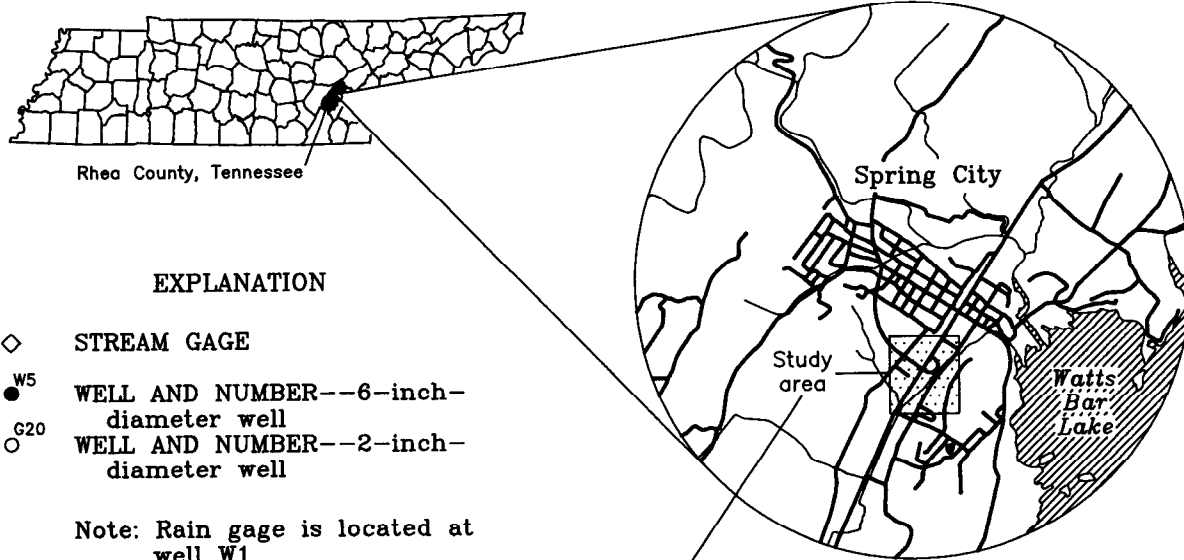 Rhea County, Tennessee
EXPLANATION
STREAM GAGE
W5
WELL AND NUMBER--6-inch-
diameter well
G20
WELL AND NUMBER--2-inch-
diameter well
Note: Rain gage is located at
well W1
Spring City
Study
area
Watts
Bar
Lake